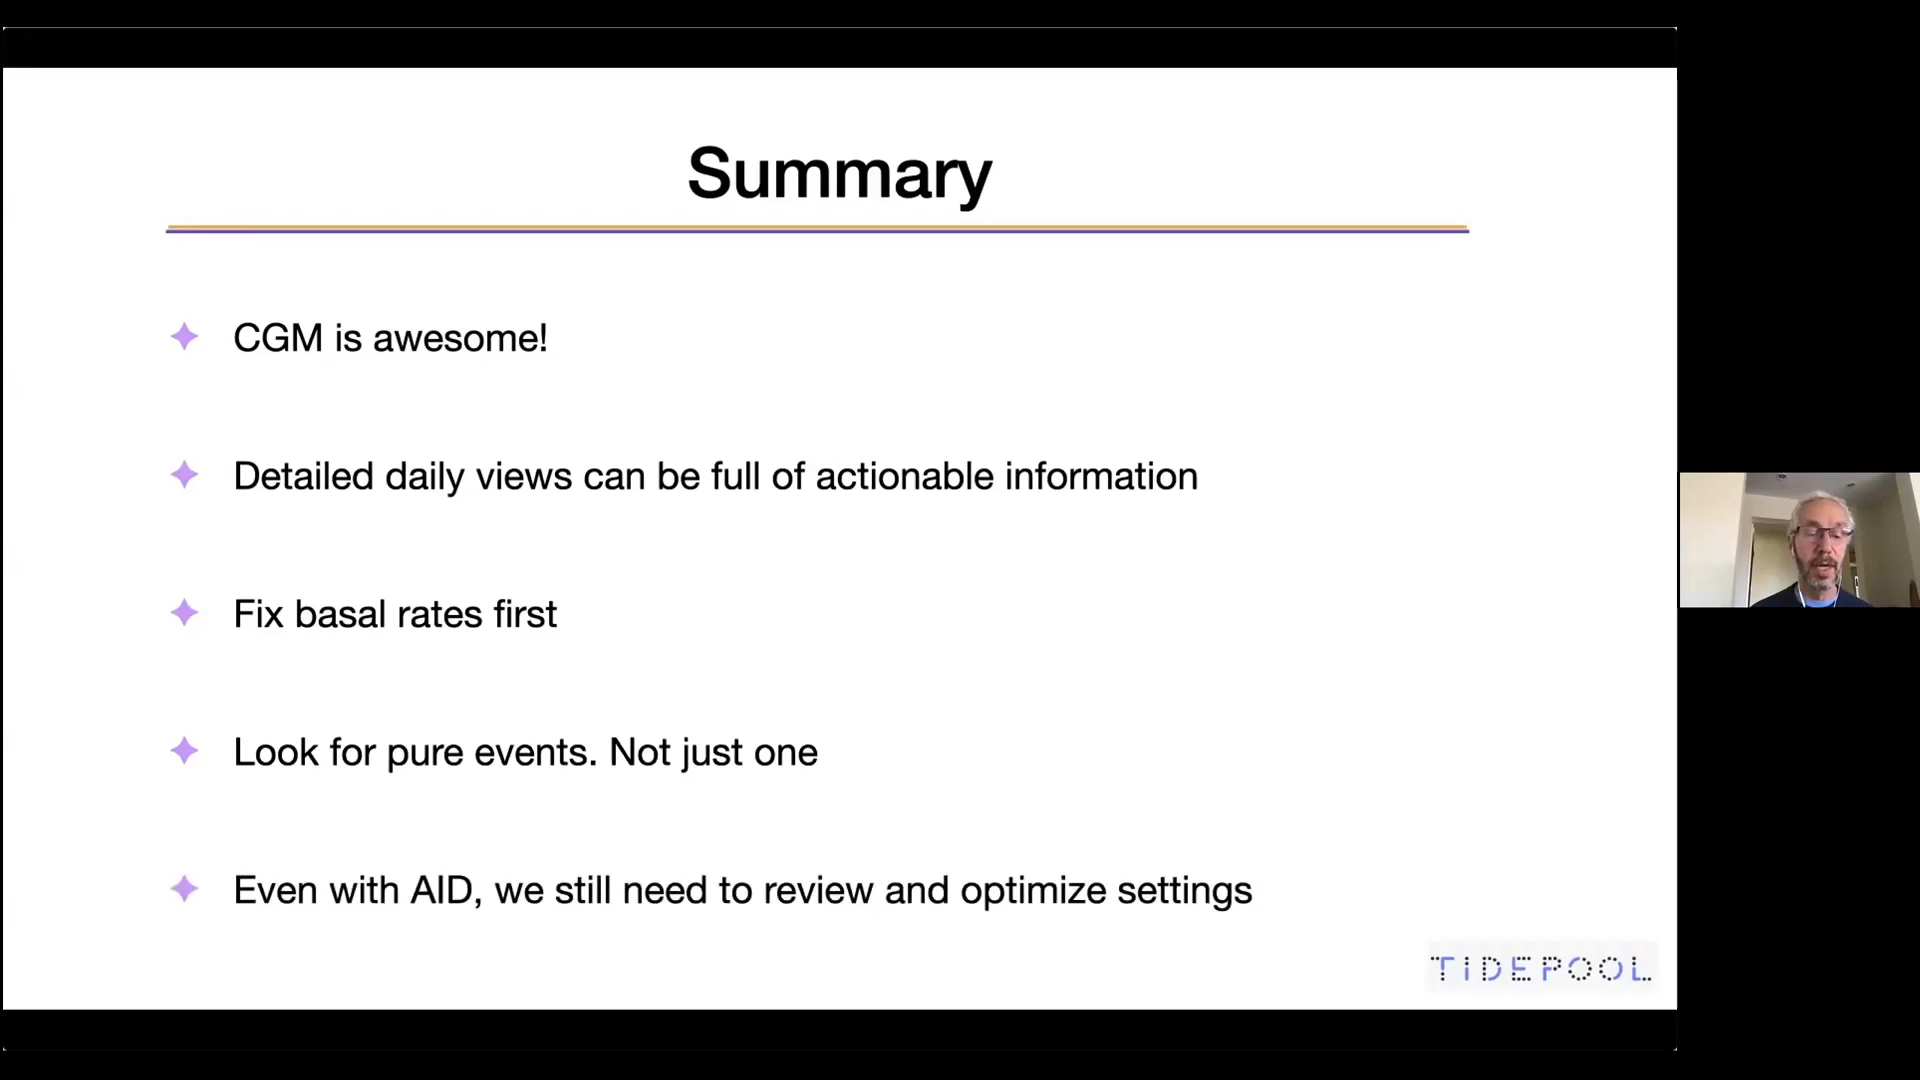 Summary
CGM is awesome!
Detailed daily views can be full of actionable information
Fix basal rates first
Look for pure events. Not just one
Even with AID, we still need to review and optimize settings
TIDEPOOL